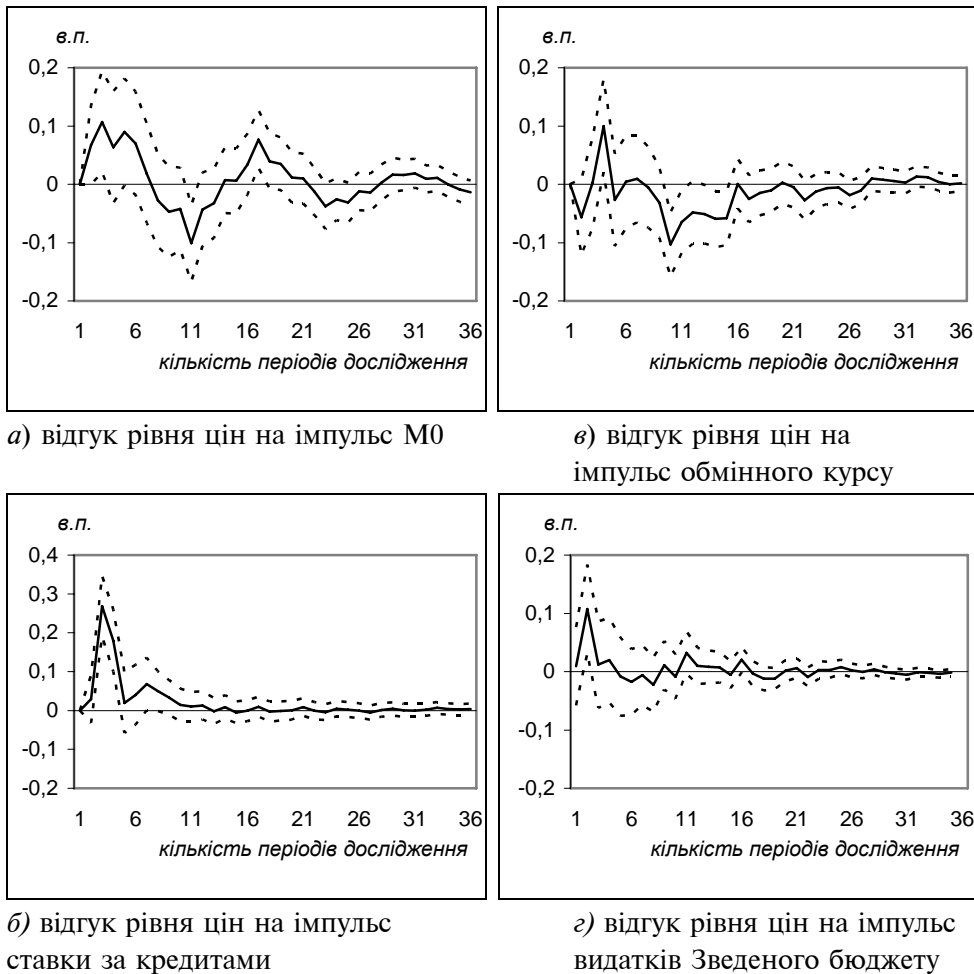 в.п.
0,2
0,1
0
-0,1
-0,2
1 6 11 16 21 26 31 36
кількість періодів дослідження
а) відгук рівня цін на імпульс М0
в.п.
0,2
0,1
0
-0,1
-0,2
1 6 11 16 21 26 31 36
кількість періодів дослідження
в) відгук рівня цін на
імпульс обмінного курсу
в.п.
0,4
0,3
0,2
0,1
0
-0,1
-0,2
1 6 11 16 21 26 31 36
кількість періодів дослідження
б) відгук рівня цін на імпульс
ставки за кредитами
в.п.
0,2
0,1
0
-0,1
-0,2
1 6 11 16 21 26 31 36
кількість періодів дослідження
г) відгук рівня цін на імпульс
видатків Зведеного бюджету